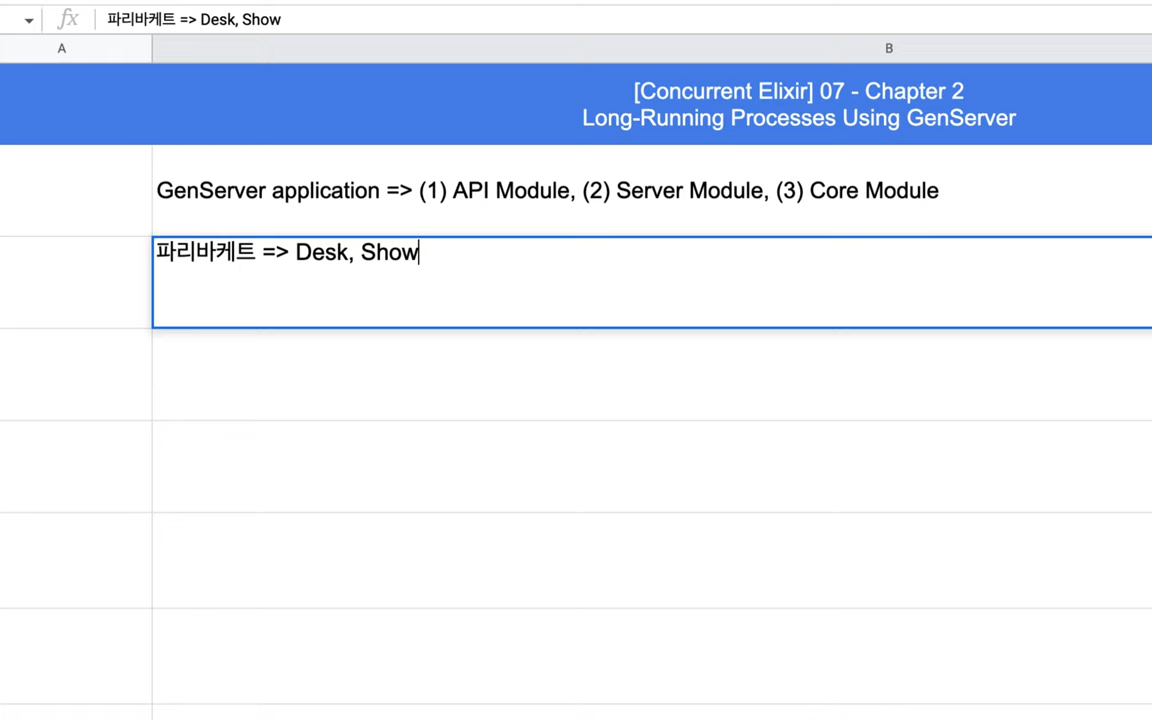 fx 파리바케트 => Desk, Show
A B
[Concurrent Elixir] 07 - Chapter 2
Long-Running Processes Using GenServer
GenServer application => (1) API Module, (2) Server Module, (3) Core Module
파리바케트 => Desk, Show